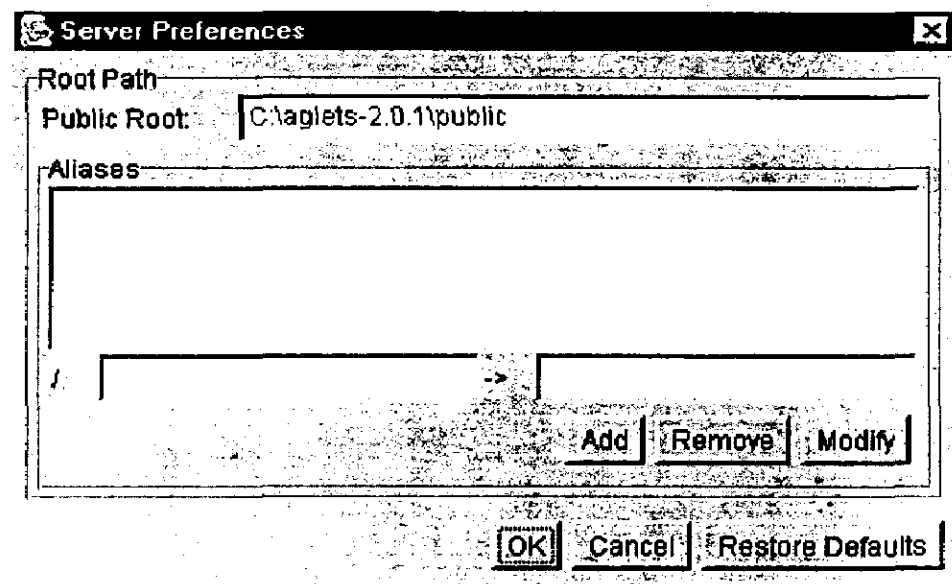 Server Preferences
Root Path
Public Root: C:\aglets-2.0.1\public
Aliases
/ ->
Add Remove Modify
OK Cancel Restore Defaults